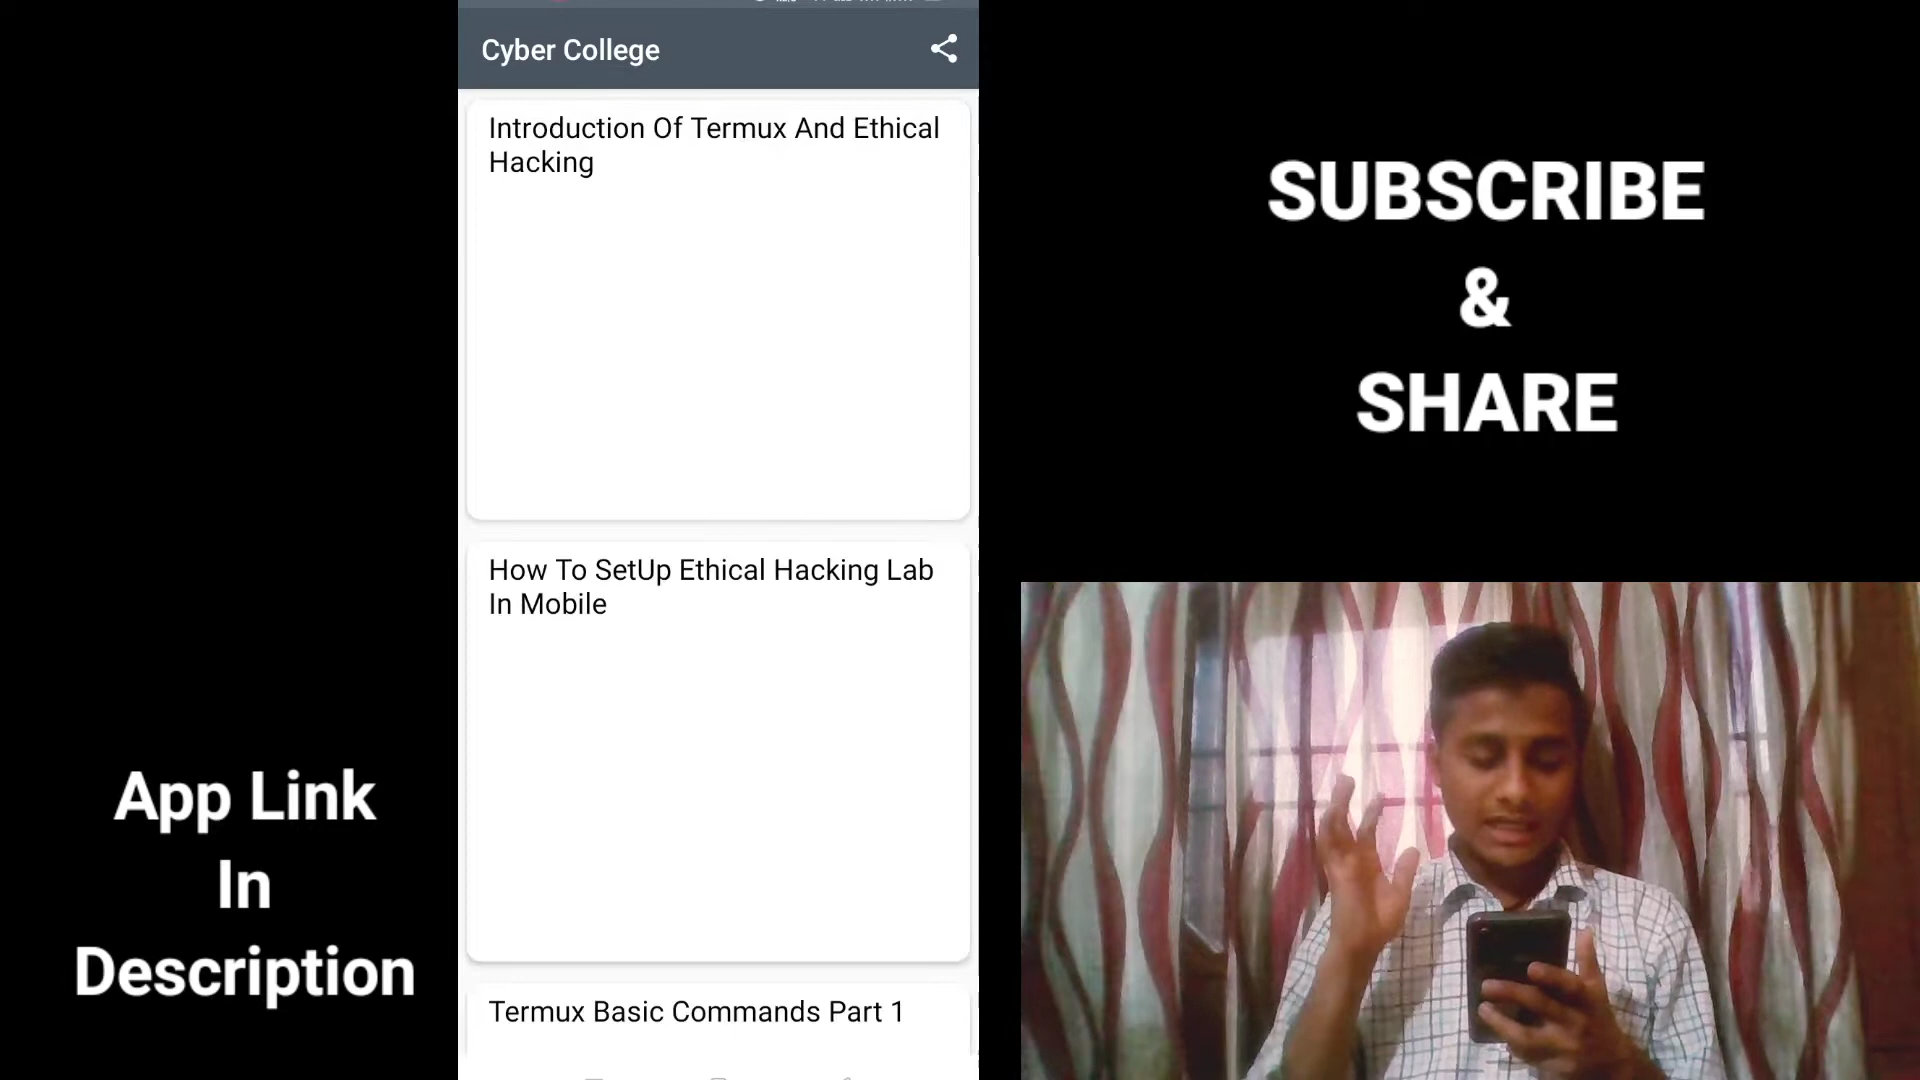 Cyber College
Introduction Of Termux And Ethical
Hacking
How To SetUp Ethical Hacking Lab
In Mobile
Termux Basic Commands Part 1
App Link
In
Description
SUBSCRIBE
&
SHARE